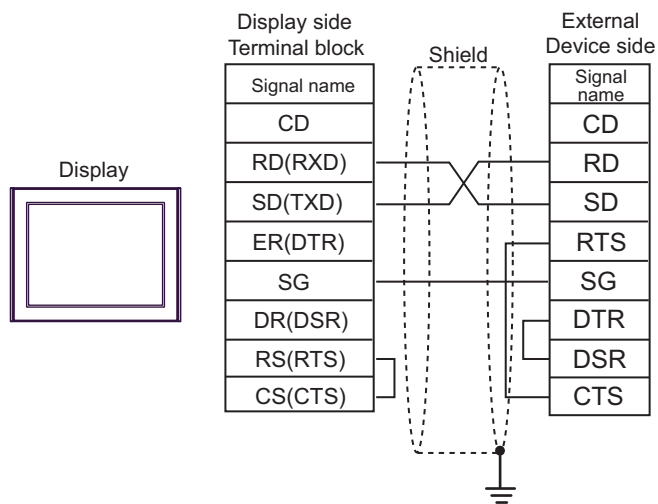 Display side
Terminal block
Shield
External
Device side
Signal name
Signal
name
CD
CD
RD(RXD)
RD
Display
SD(TXD)
SD
ER(DTR)
RTS
SG
SG
DR(DSR)
DTR
RS(RTS)
DSR
CS(CTS)
CTS